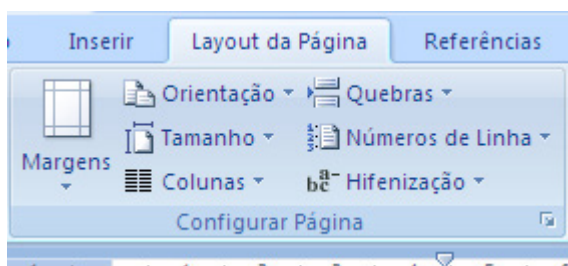 Inserir Layout da Página Referências
Orientação Quebras
Tamanho Números de Linha
Margens
Colunas Hifenização
Configurar Página